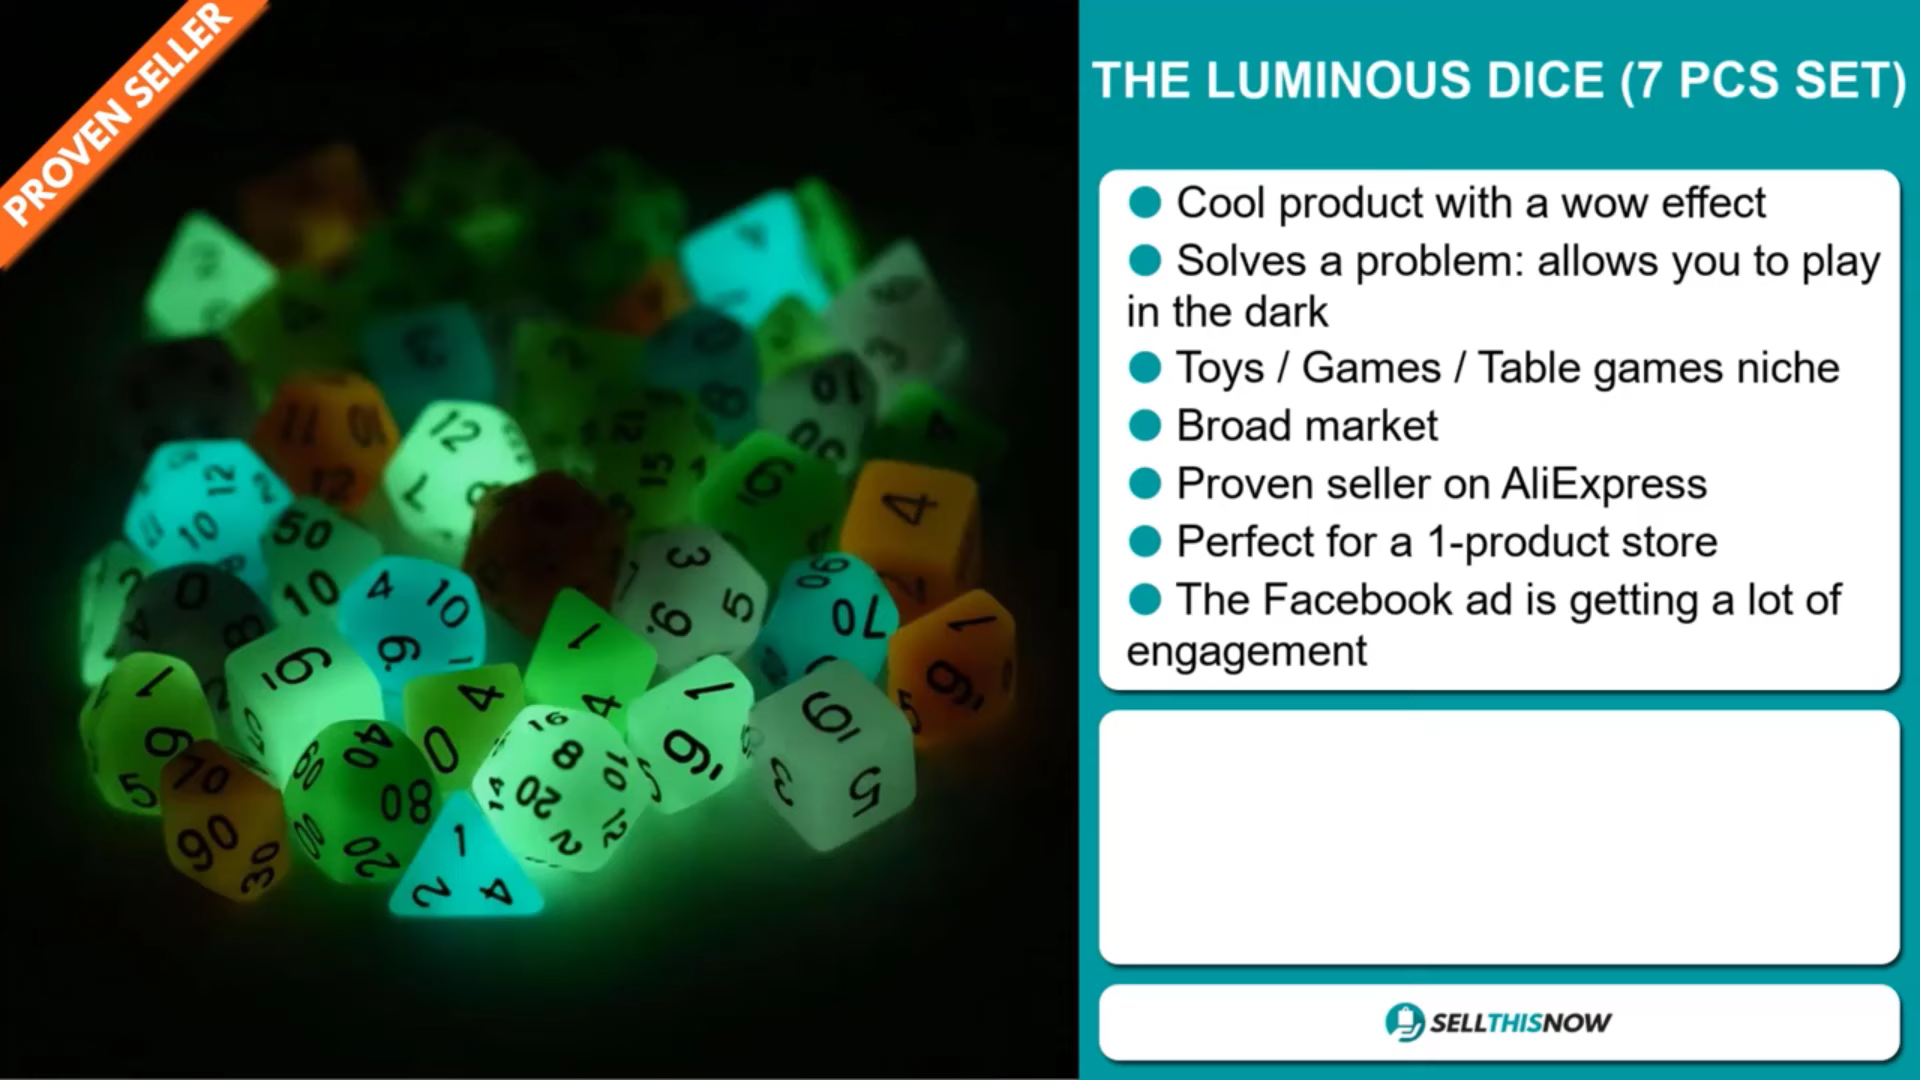 PROVEN SELLER
THE LUMINOUS DICE (7 PCS SET)
● Cool product with a wow effect
● Solves a problem: allows you to play
in the dark
● Toys / Games / Table games niche
● Broad market
● Proven seller on AliExpress
● Perfect for a 1-product store
● The Facebook ad is getting a lot of
engagement
SELLTHISNOW